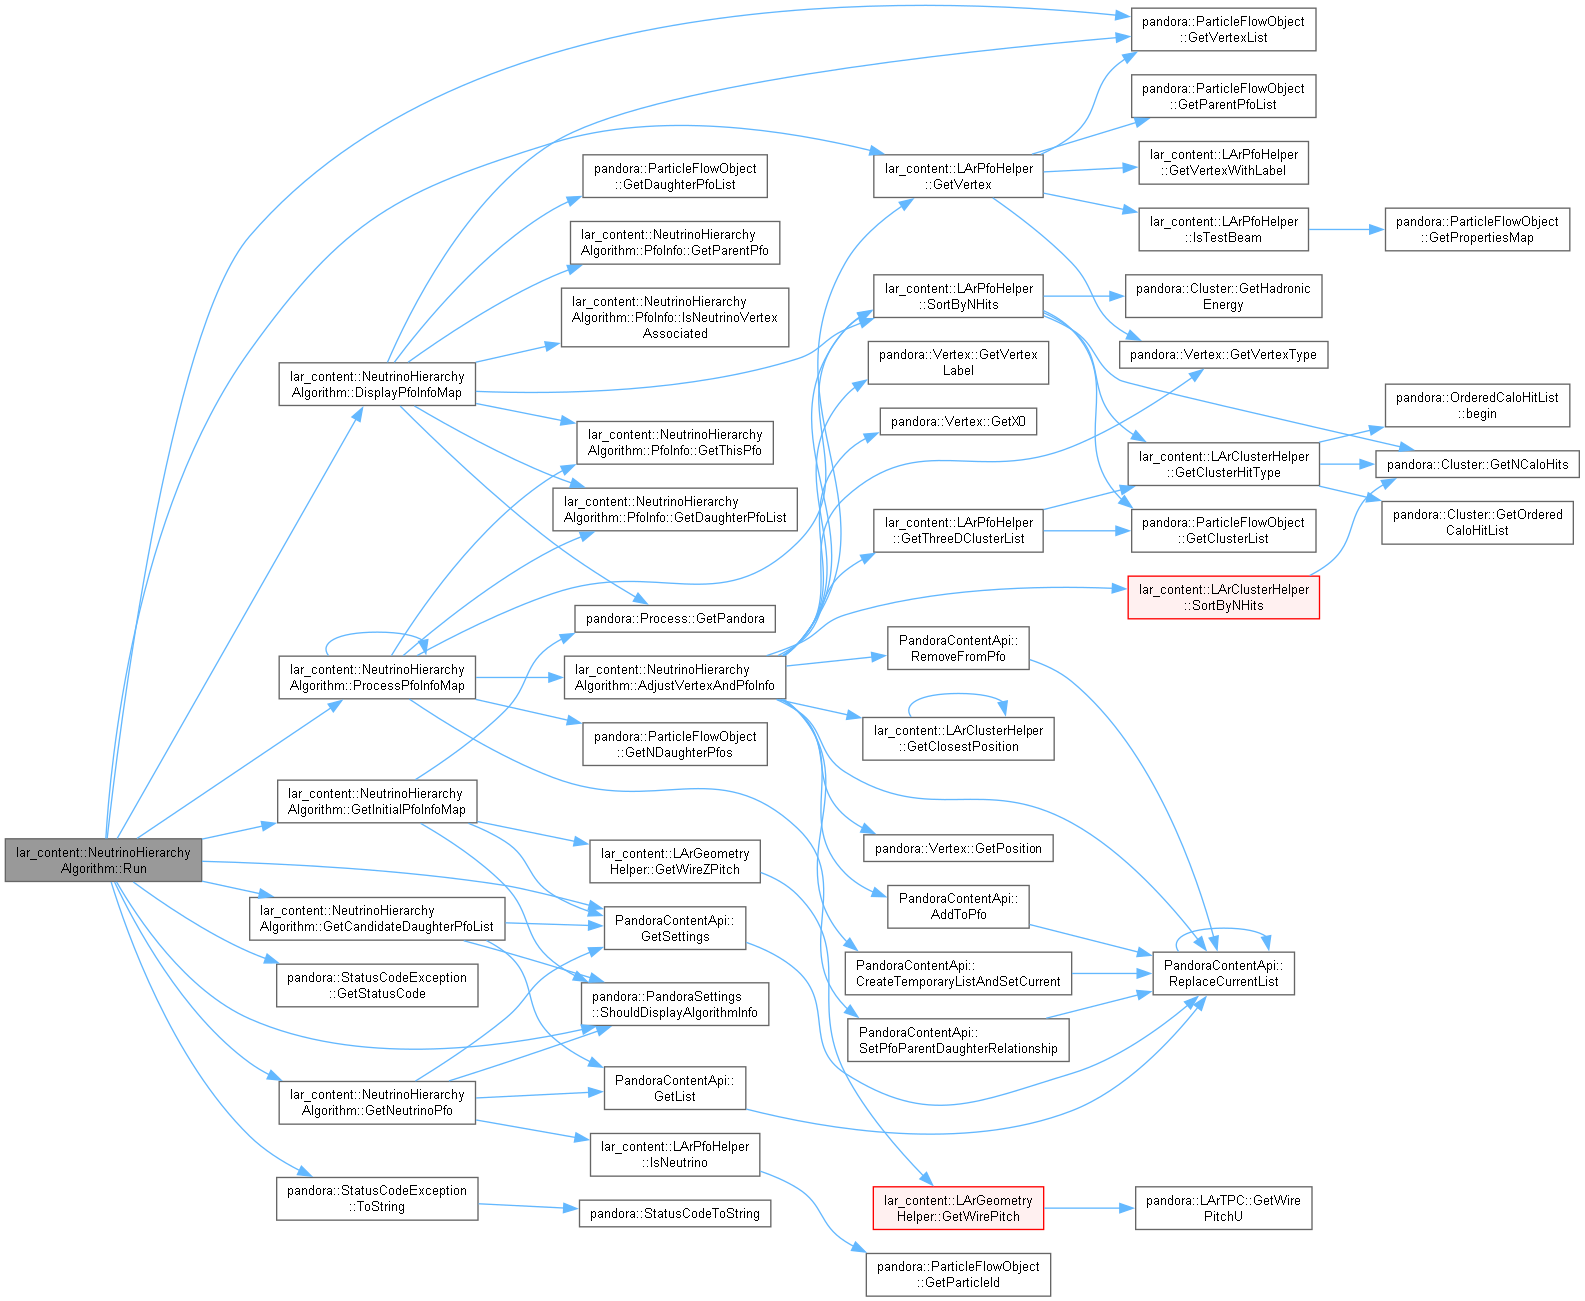 lar_content::NeutrinoHierarchy
Algorithm::Run
lar_content::NeutrinoHierarchy
Algorithm::DisplayPfoInfoMap
lar_content::NeutrinoHierarchy
Algorithm::ProcessPfoInfoMap
lar_content::NeutrinoHierarchy
Algorithm::GetInitialPfoInfoMap
lar_content::NeutrinoHierarchy
Algorithm::GetCandidateDaughterPfoList
pandora::StatusCodeException
::GetStatusCode
lar_content::NeutrinoHierarchy
Algorithm::GetNeutrinoPfo
pandora::StatusCodeException
::ToString
pandora::ParticleFlowObject
::GetDaughterPfoList
lar_content::NeutrinoHierarchy
Algorithm::PfoInfo::GetParentPfo
lar_content::NeutrinoHierarchy
Algorithm::PfoInfo::IsNeutrinoVertex
Associated
lar_content::NeutrinoHierarchy
Algorithm::PfoInfo::GetThisPfo
lar_content::NeutrinoHierarchy
Algorithm::PfoInfo::GetDaughterPfoList
pandora::Process::GetPandora
lar_content::NeutrinoHierarchy
Algorithm::AdjustVertexAndPfoInfo
pandora::ParticleFlowObject
::GetNDaughterPfos
lar_content::LArGeometry
Helper::GetWireZPitch
PandoraContentApi::
GetSettings
pandora::PandoraSettings
::ShouldDisplayAlgorithmInfo
PandoraContentApi::
GetList
lar_content::LArPfoHelper
::IsNeutrino
pandora::StatusCodeToString
lar_content::LArPfoHelper
::GetVertex
lar_content::LArPfoHelper
::SortByNHits
pandora::Vertex::GetVertex
Label
pandora::Vertex::GetX0
lar_content::LArPfoHelper
::GetThreeDClusterList
PandoraContentApi::
RemoveFromPfo
lar_content::LArClusterHelper
::GetClosestPosition
pandora::Vertex::GetPosition
PandoraContentApi::
AddToPfo
PandoraContentApi::
CreateTemporaryListAndSetCurrent
PandoraContentApi::
SetPfoParentDaughterRelationship
lar_content::LArGeometry
Helper::GetWirePitch
pandora::ParticleFlowObject
::GetParticleId
pandora::ParticleFlowObject
::GetVertexList
pandora::ParticleFlowObject
::GetParentPfoList
lar_content::LArPfoHelper
::GetVertexWithLabel
lar_content::LArPfoHelper
::IsTestBeam
pandora::Cluster::GetHadronic
Energy
pandora::Vertex::GetVertexType
lar_content::LArClusterHelper
::GetClusterHitType
pandora::ParticleFlowObject
::GetClusterList
lar_content::LArClusterHelper
::SortByNHits
PandoraContentApi::
ReplaceCurrentList
pandora::LArTPC::GetWire
PitchU
pandora::ParticleFlowObject
::GetPropertiesMap
pandora::OrderedCaloHitList
::begin
pandora::Cluster::GetNCaloHits
pandora::Cluster::GetOrdered
CaloHitList